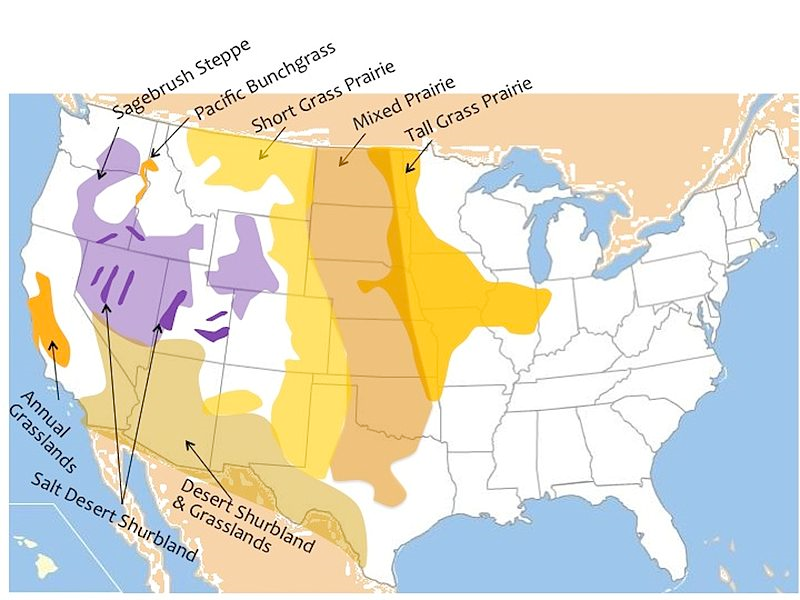 Sagebrush Steppe
Pacific Bunchgrass
Short Grass Prairie
Mixed Prairie
Tall Grass Prairie
Annual
Grasslands
Salt Desert Shurbland
Desert Shurbland
& Grasslands